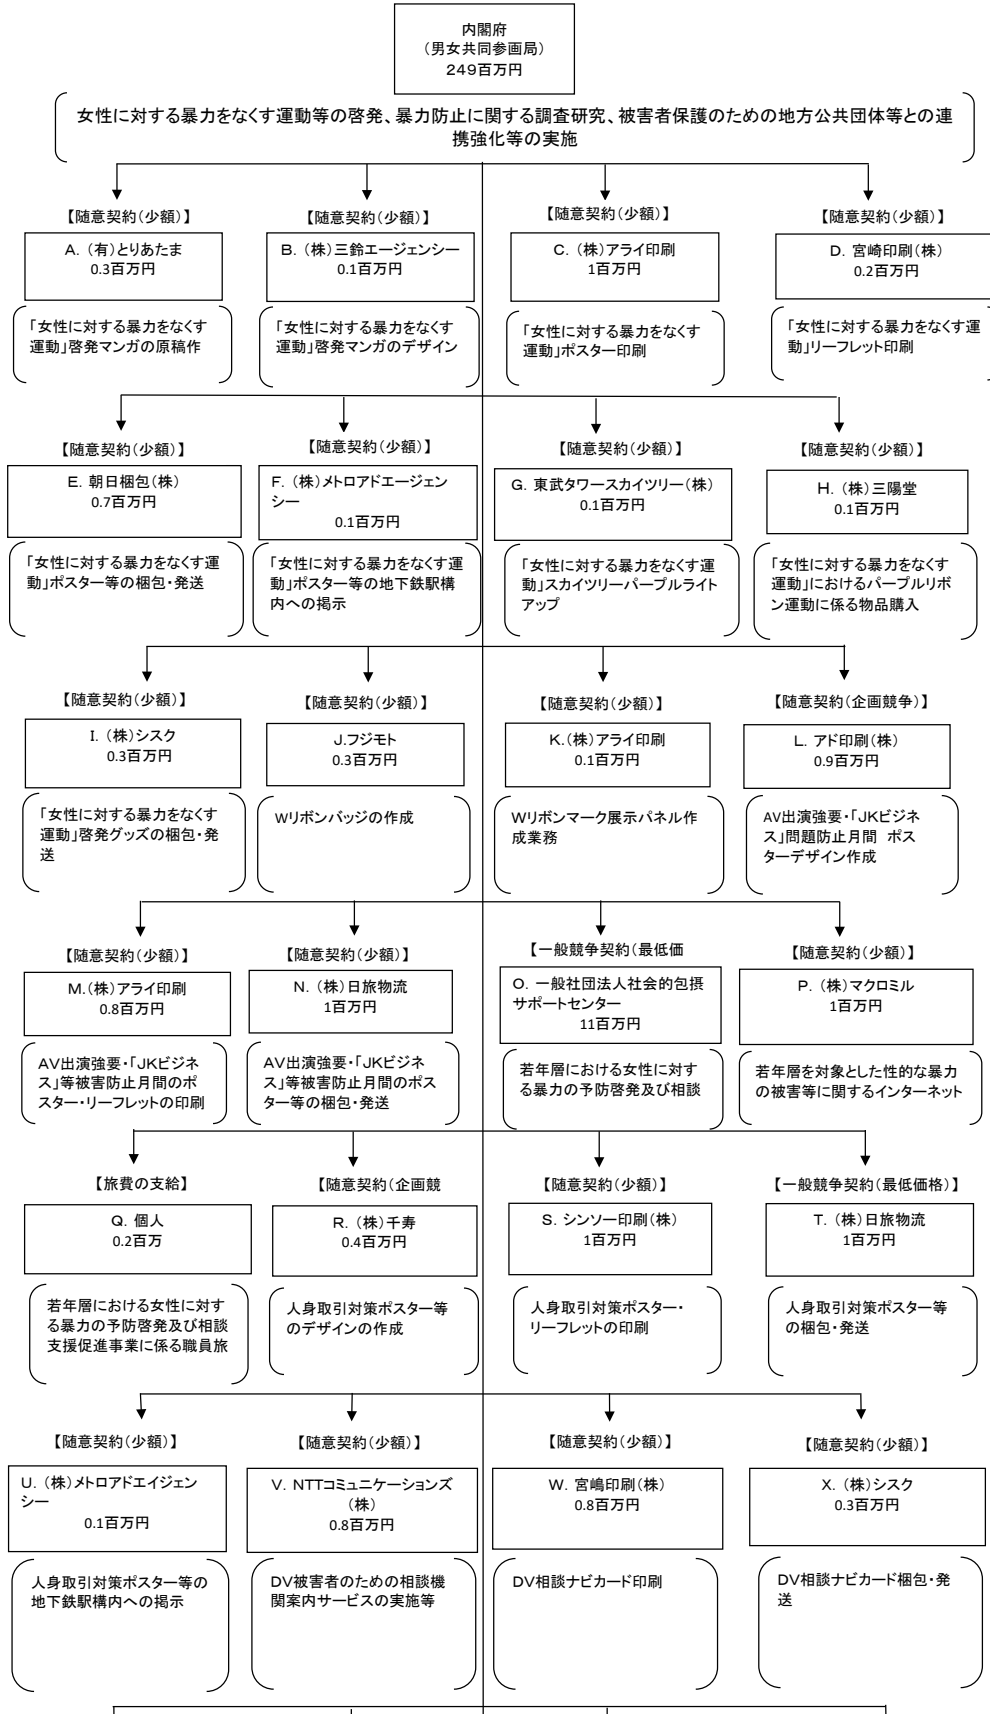 内閣府
(男女共同参画局)
249百万円
女性に対する暴力をなくす運動等の啓発、暴力防止に関する調査研究、被害者保護のための地方公共団体等との連
携強化等の実施
【随意契約(少額)】
【随意契約(少額)】
【随意契約(少額)】
【随意契約(少額)】
A. (有)とりあたま
0.3百万円
B. (株)三鈴エージェンシー
0.1百万円
C. (株)アライ印刷
1百万円
D. 宮崎印刷(株)
0.2百万円
「女性に対する暴力をなくす
運動」啓発マンガの原稿作
「女性に対する暴力をなくす
運動」啓発マンガのデザイン
「女性に対する暴力をなくす
運動」ポスター印刷
「女性に対する暴力をなくす運
動」リーフレット印刷
【随意契約(少額)】
【随意契約(少額)】
【随意契約(少額)】
【随意契約(少額)】
E. 朝日梱包(株)
0.7百万円
F. (株)メトロアドエージェン
シー
0.1百万円
G. 東武タワースカイツリー(株)
0.1百万円
H. (株)三陽堂
0.1百万円
「女性に対する暴力をなくす運
動」ポスター等の梱包・発送
「女性に対する暴力をなくす運
動」ポスター等の地下鉄駅構
内への掲示
「女性に対する暴力をなくす運
動」スカイツリーパープルライト
アップ
「女性に対する暴力をなくす
運動」におけるパープルリボ
ン運動に係る物品購入
【随意契約(少額)】
【随意契約(少額)】
【随意契約(少額)】
【随意契約(企画競争)】
I. (株)シスク
0.3百万円
J.フジモト
0.3百万円
K.(株)アライ印刷
0.1百万円
L. アド印刷(株)
0.9百万円
「女性に対する暴力をなくす
運動」啓発グッズの梱包・発
送
Wリボンバッジの作成
Wリボンマーク展示パネル作
成業務
AV出演強要・「JKビジネ
ス」問題防止月間 ポス
ターデザイン作成
【随意契約(少額)】
【随意契約(少額)】
【一般競争契約(最低価
【随意契約(少額)】
M.(株)アライ印刷
0.8百万円
N. (株)日旅物流
1百万円
O. 一般社団法人社会的包摂
サポートセンター
11百万円
P. (株)マクロミル
1百万円
AV出演強要・「JKビジネ
ス」等被害防止月間のポ
スター・リーフレットの印刷
AV出演強要・「JKビジネ
ス」等被害防止月間のポス
ター等の梱包・発送
若年層における女性に対す
る暴力の予防啓発及び相談
若年層を対象とした性的な暴力
の被害等に関するインターネット
【旅費の支給】
【随意契約(企画競
【随意契約(少額)】
【一般競争契約(最低価格)】
Q. 個人
0.2百万
R. (株)千寿
0.4百万円
S. シンソー印刷(株)
1百万円
T. (株)日旅物流
1百万円
若年層における女性に対す
る暴力の予防啓発及び相談
支援促進事業に係る職員旅
人身取引対策ポスター等
のデザインの作成
人身取引対策ポスター・
リーフレットの印刷
人身取引対策ポスター等
の梱包・発送
【随意契約(少額)】
【随意契約(少額)】
【随意契約(少額)】
【随意契約(少額)】
U. (株)メトロアドエイジェン
シー
0.1百万円
V. NTTコミュニケーションズ
(株)
0.8百万円
W. 宮嶋印刷(株)
0.8百万円
X. (株)シスク
0.3百万円
人身取引対策ポスター等の
地下鉄駅構内への掲示
DV被害者のための相談機
関案内サービスの実施等
DV相談ナビカード印刷
DV相談ナビカード梱包・発
送